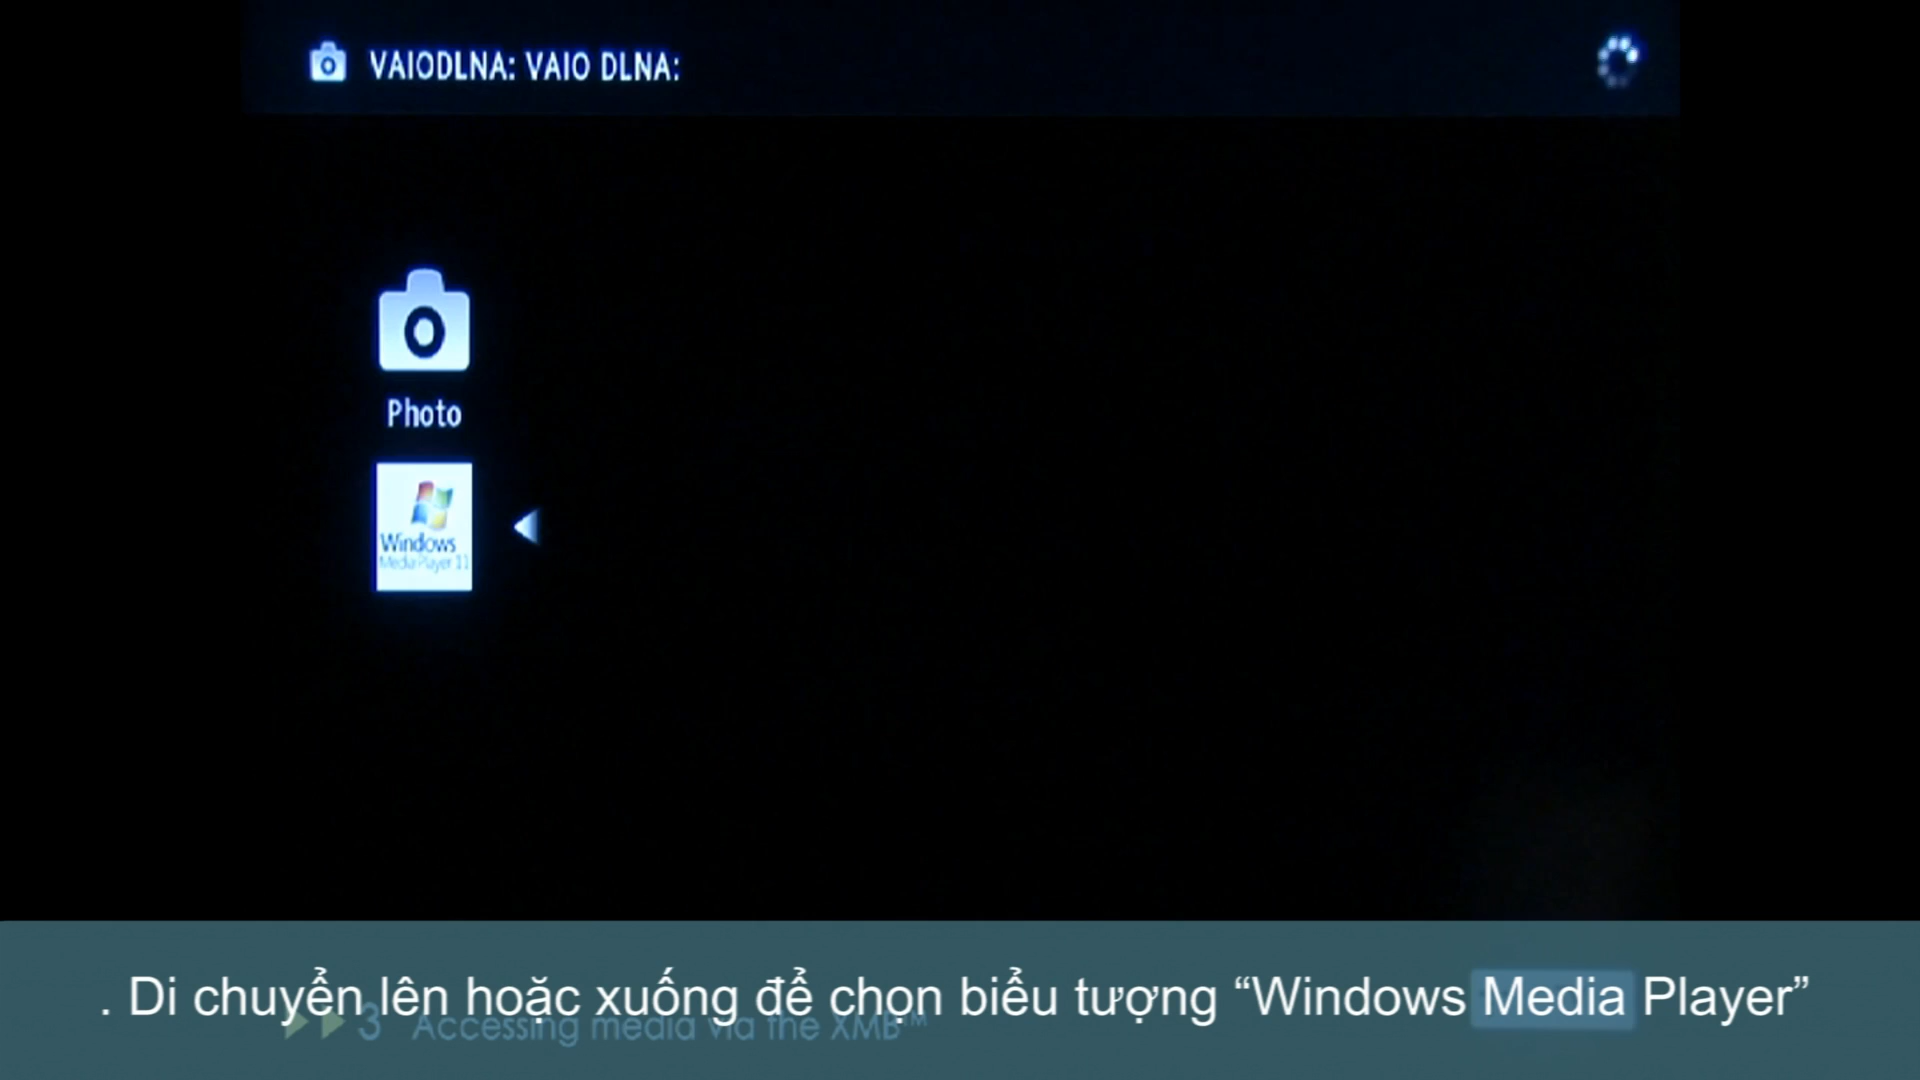 VAIODLNA: VAIO DLNA:
Photo
Windows
Media Player 11
. Di chuyển lên hoặc xuống để chọn biểu tượng “Windows Media Player”
3 Accessing media via the XMB™